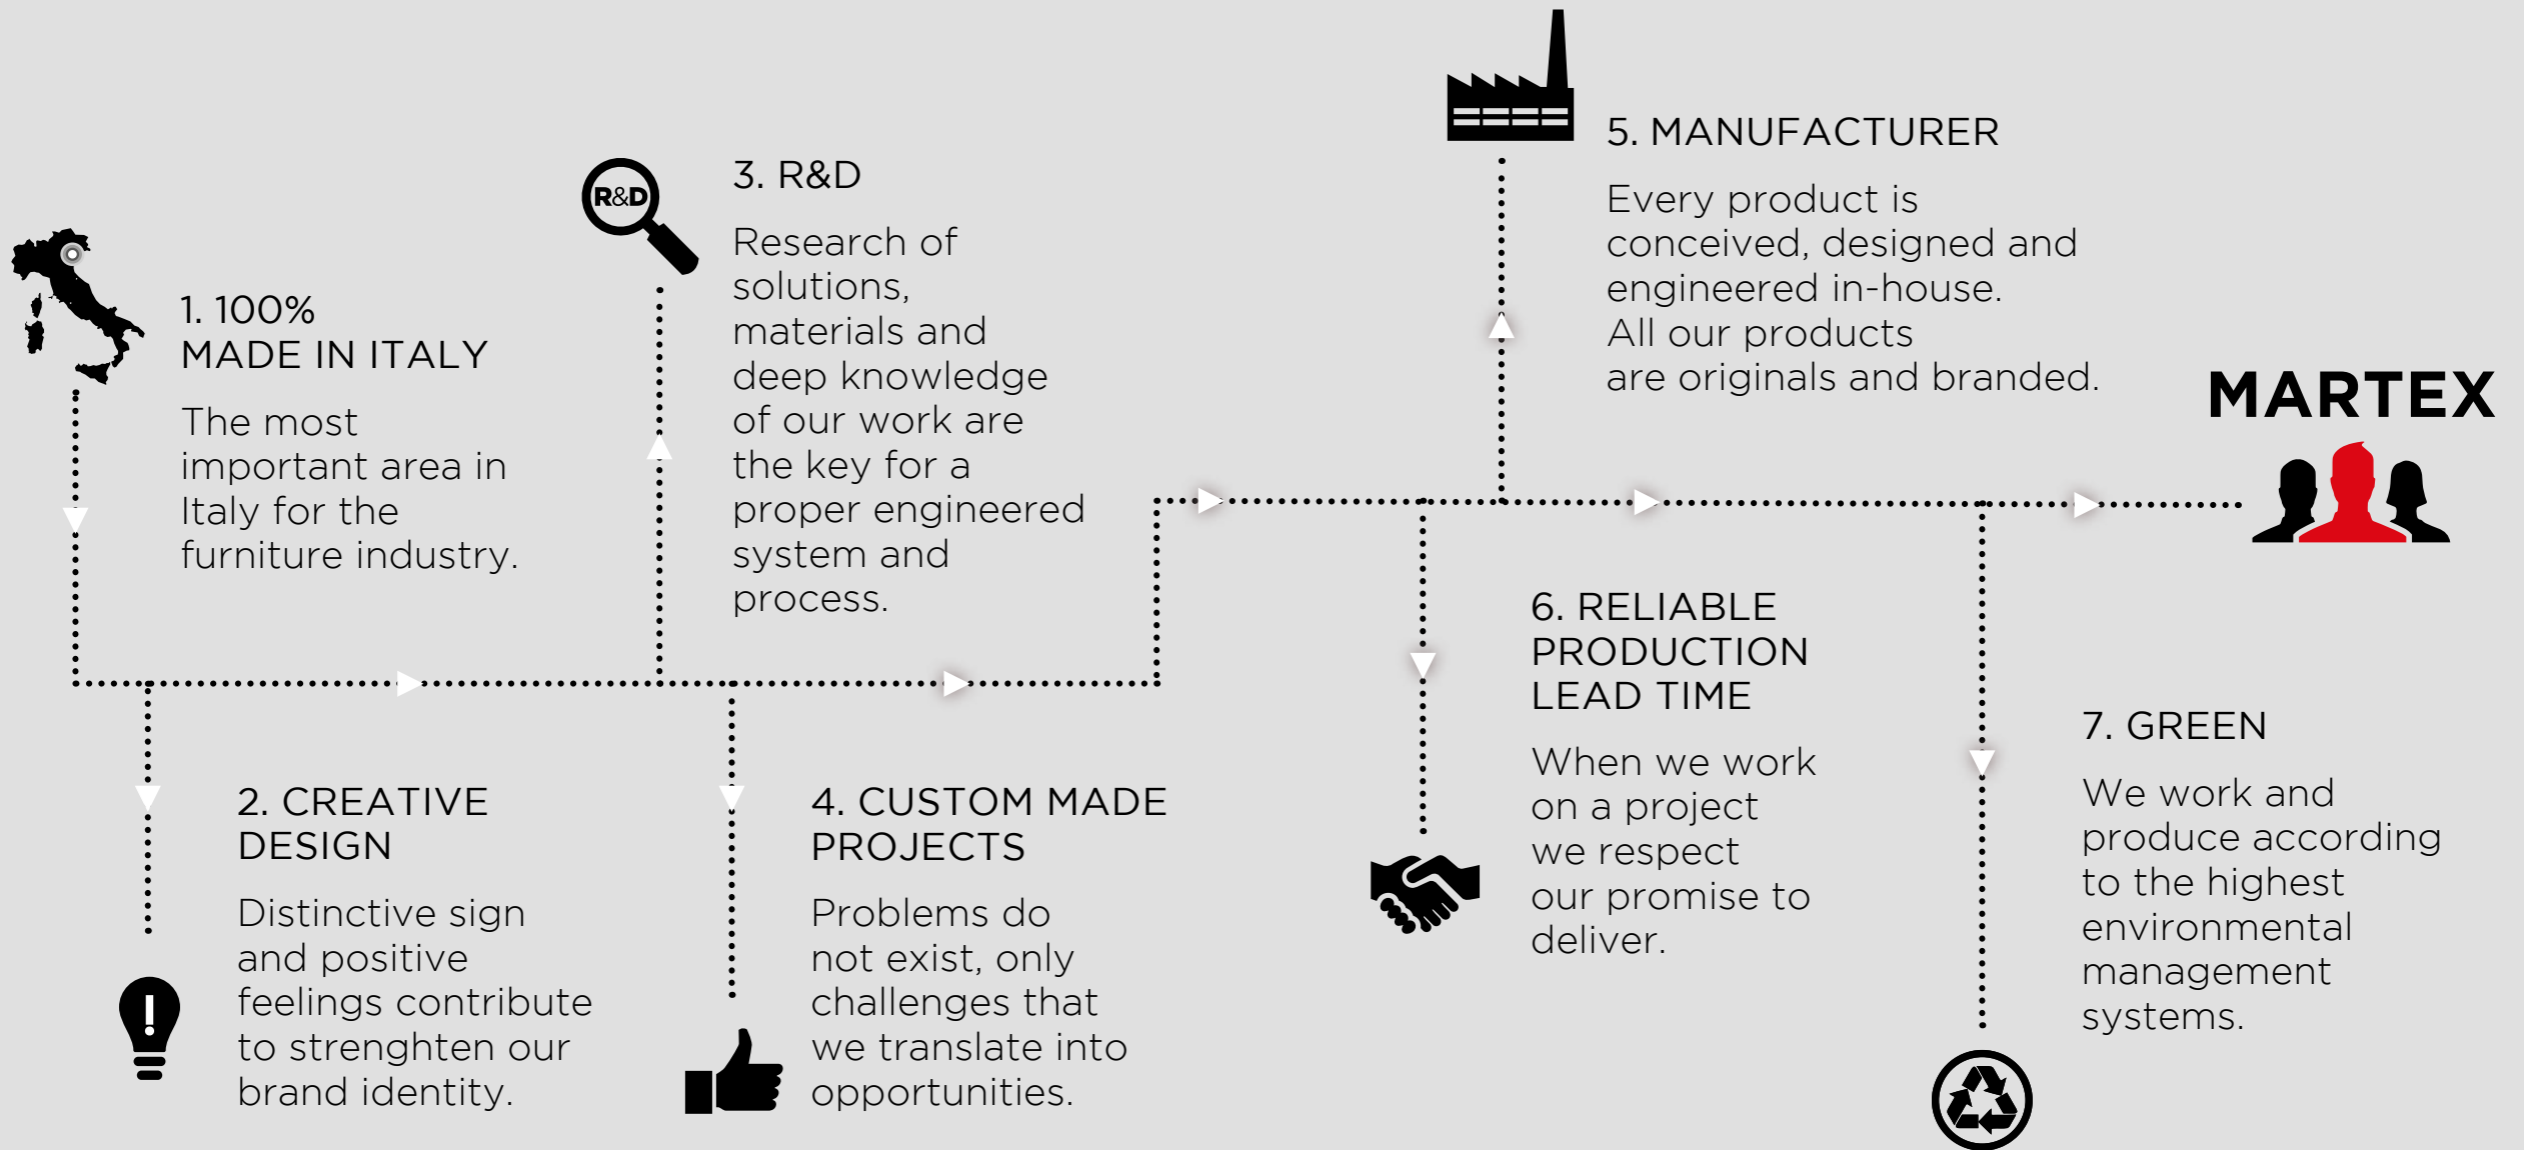 1. 100%
MADE IN ITALY
The most
important area in
Italy for the
furniture industry.
2. CREATIVE
DESIGN
Distinctive sign
and positive
feelings contribute
to strenghten our
brand identity.
R&D
3. R&D
Research of
solutions,
materials and
deep knowledge
of our work are
the key for a
proper engineered
system and
process.
4. CUSTOM MADE
PROJECTS
Problems do
not exist, only
challenges that
we translate into
opportunities.
5. MANUFACTURER
Every product is
conceived, designed and
engineered in-house.
All our products
are originals and branded.
6. RELIABLE
PRODUCTION
LEAD TIME
When we work
on a project
we respect
our promise to
deliver.
7. GREEN
We work and
produce according
to the highest
environmental
management
systems.
MARTEX